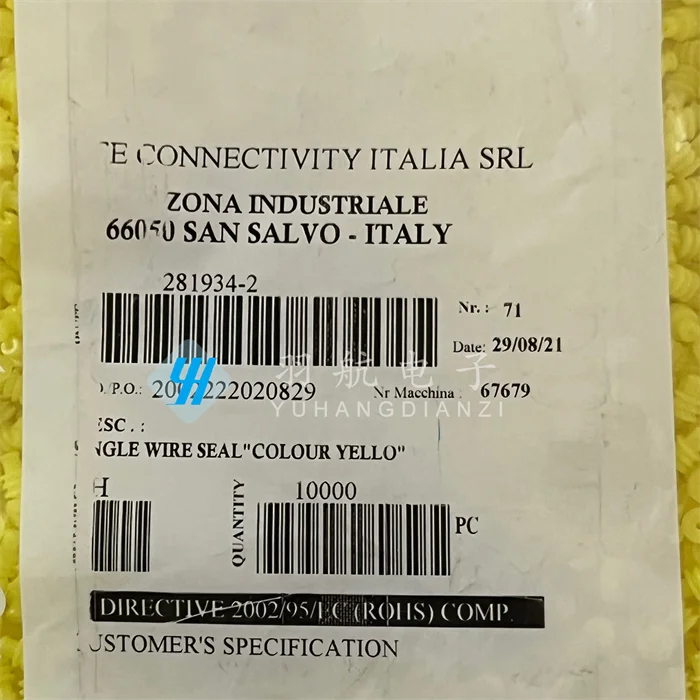 TE CONNECTIVITY ITALIA SRL
ZONA INDUSTRIALE
66050 SAN SALVO - ITALY
281934-2
Nr.: 71
Date: 29/08/21
./P.O.: 2002222020829 Nr Macchina: 67679
羽航电子
YUHANGDIANZI
ESC.:
NGLE WIRE SEAL"COLOUR YELLO"
H
QUANTITY
10000
PC
DIRECTIVE 2002/95/EC (ROHS) COMP.
USTOMER'S SPECIFICATION